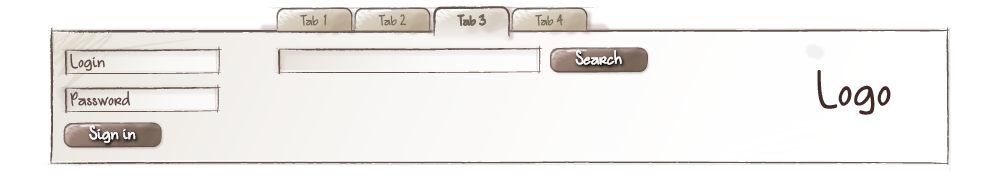 Tab 1 Tab 2 Tab 3 Tab 4
Login
Search
Password
Sign in
Logo